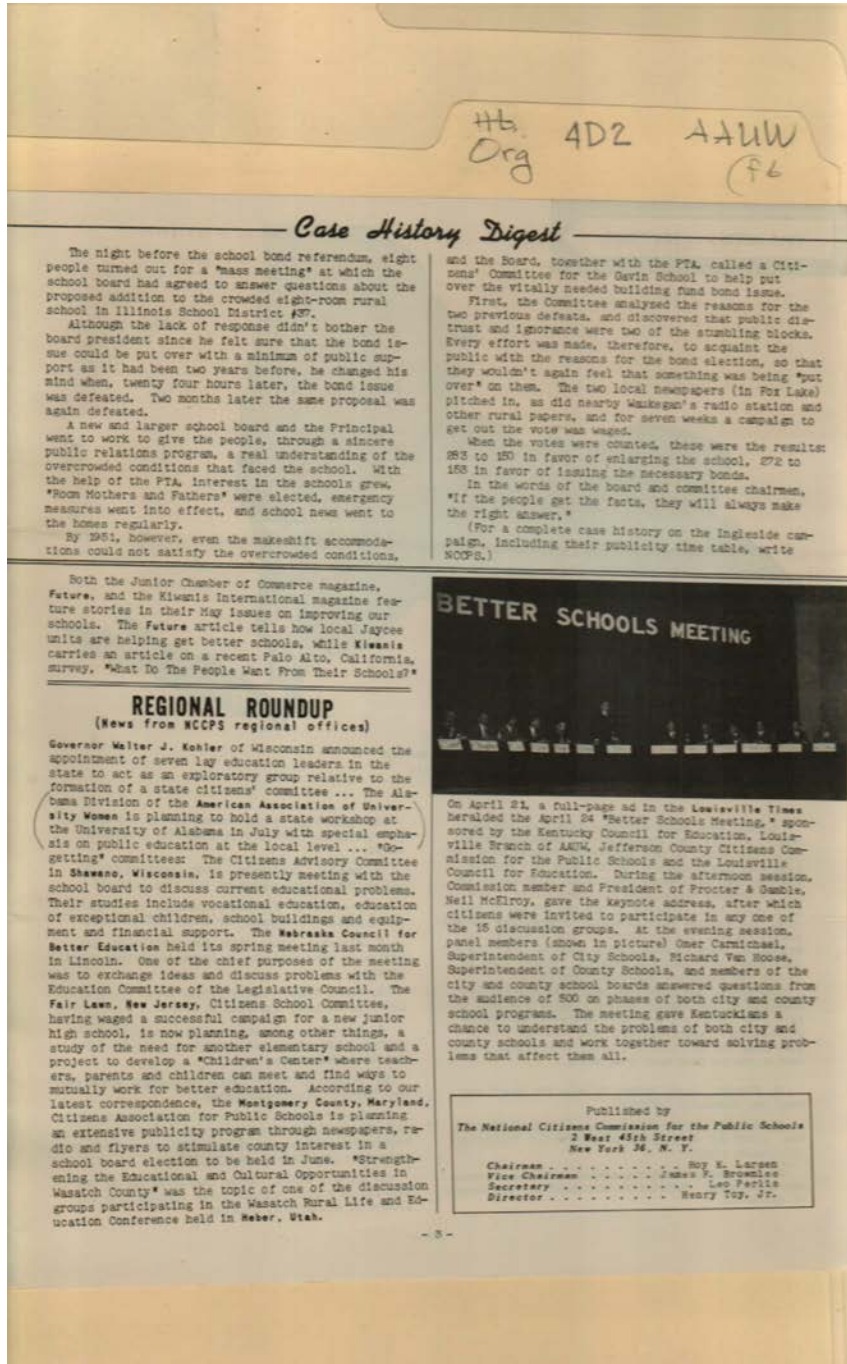 Hb.
Org 4D2 AAUW
(f6
Case History Digest
The night before the school bond referendum, eight
people turned out for a "mass meeting" at which the
school board had agreed to answer questions about the
proposed addition to the crowded eight-room rural
school in Illinois School District #37.
Although the lack of response didn't bother the
board president since he felt sure that the bond is-
sue could be put over with a minimum of public sup-
port as it had been two years before, he changed his
mind when, twenty four hours later, the bond issue
was defeated. Two months later the same proposal was
again defeated.
A new and larger school board and the Principal
went to work to give the people, through a sincere
public relations program, a real understanding of the
overcrowded conditions that faced the school. With
the help of the PTA, interest in the schools grew,
"Room Mothers and Fathers" were elected, emergency
measures went into effect, and school news went to
the homes regularly.
By 1951, however, even the makeshift accommoda-
tions could not satisfy the overcrowded conditions,
and the Board, together with the PTA, called a Citi-
zens' Committee for the Gavin School to help put
over the vitally needed building fund bond issue.
First, the Committee analyzed the reasons for the
two previous defeats, and discovered that public dis-
trust and ignorance were two of the stumbling blocks.
Every effort was made, therefore, to acquaint the
public with the reasons for the bond election, so that
they wouldn't again feel that something was being "put
over" on them. The two local newspapers (in Fox Lake)
pitched in, as did nearby Waukegan's radio station and
other rural papers, and for seven weeks a campaign to
get out the vote was waged.
When the votes were counted, these were the results:
to 150 in favor of enlarging the school, 272 to
in favor of issuing the necessary bonds.
In the words of the board and committee chairmen,
"If the people get the facts, they will always make
the right answer."
(For a complete case history on the Ingleside cam-
paign, including their publicity time table, write
NCCPS.)
Both the Junior Chamber of Commerce magazine,
Future, and the Kiwanis International magazine fea-
ture stories in their May issues on improving our
schools. The Future article tells how local Jaycee
units are helping get better schools, while Kiwanis
carries an article on a recent Palo Alto, California,
survey, "What Do The People Want From Their Schools?"
REGIONAL ROUNDUP
(News from NCCPS regional offices)
Governor Walter J. Kohler of Wisconsin announced the
appointment of seven lay education leaders in the
state to act as an exploratory group relative to the
formation of a state citizens' committee ... The Ala-
bama Division of the American Association of Univer-
sity Women is planning to hold a state workshop at
the University of Alabama in July with special empha-
sis on public education at the local level ... "Go-
getting" committees: The Citizens Advisory Committee
in Shawano, Wisconsin, is presently meeting with the
school board to discuss current educational problems.
Their studies include vocational education, education
of exceptional children, school buildings and equip-
ment and financial support. The Nebraska Council for
Better Education held its spring meeting last month
in Lincoln. One of the chief purposes of the meeting
was to exchange ideas and discuss problems with the
Education Committee of the Legislative Council. The
Fair Lawn, New Jersey, Citizens School Committee,
having waged a successful campaign for a new junior
high school, is now planning, among other things, a
study of the need for another elementary school and a
project to develop a "Children's Center" where teach-
ers, parents and children can meet and find ways to
mutually work for better education. According to our
latest correspondence, the Montgomery County, Maryland,
Citizens Association for Public Schools is planning
an extensive publicity program through newspapers, ra-
dio and flyers to stimulate county interest in a
school board election to be held in June. "Strength-
ening the Educational and Cultural Opportunities in
Wasatch County" was the topic of one of the discussion
groups participating in the Wasatch Rural Life and Ed-
ucation Conference held in Heber, Utah.
BETTER SCHOOLS MEETING
On April 21, a full-page ad in the Louisville Times
heralded the April 24 "Better Schools Meeting," spon-
sored by the Kentucky Council for Education, Louis-
ville Branch of AAUW, Jefferson County Citizens Com-
mission for the Public Schools and the Louisville
Council for Education. During the afternoon session,
Commission member and President of Procter & Gamble,
Neil McElroy, gave the keynote address, after which
citizens were invited to participate in any one of
the 15 discussion groups. At the evening session,
panel members (shown in picture) Omer Carmichael,
Superintendent of City Schools, Richard Van Hoose,
Superintendent of County Schools, and members of the
city and county school boards answered questions from
the audience of 500 on phases of both city and county
school programs. The meeting gave Kentuckians a
chance to understand the problems of both city and
county schools and work together toward solving prob-
lems that affect them all.
Published by
The National Citizens Commission for the Public Schools
2 West 45th Street
New York 36, N. Y.
Chairman . . . . . . . . . . Roy E. Larsen
Vice Chairman . . . . . . . James F. Brownlee
Secretary . . . . . . . . . . Leo Perlis
Director . . . . . . . . . . Henry Toy, Jr.
- 3 -